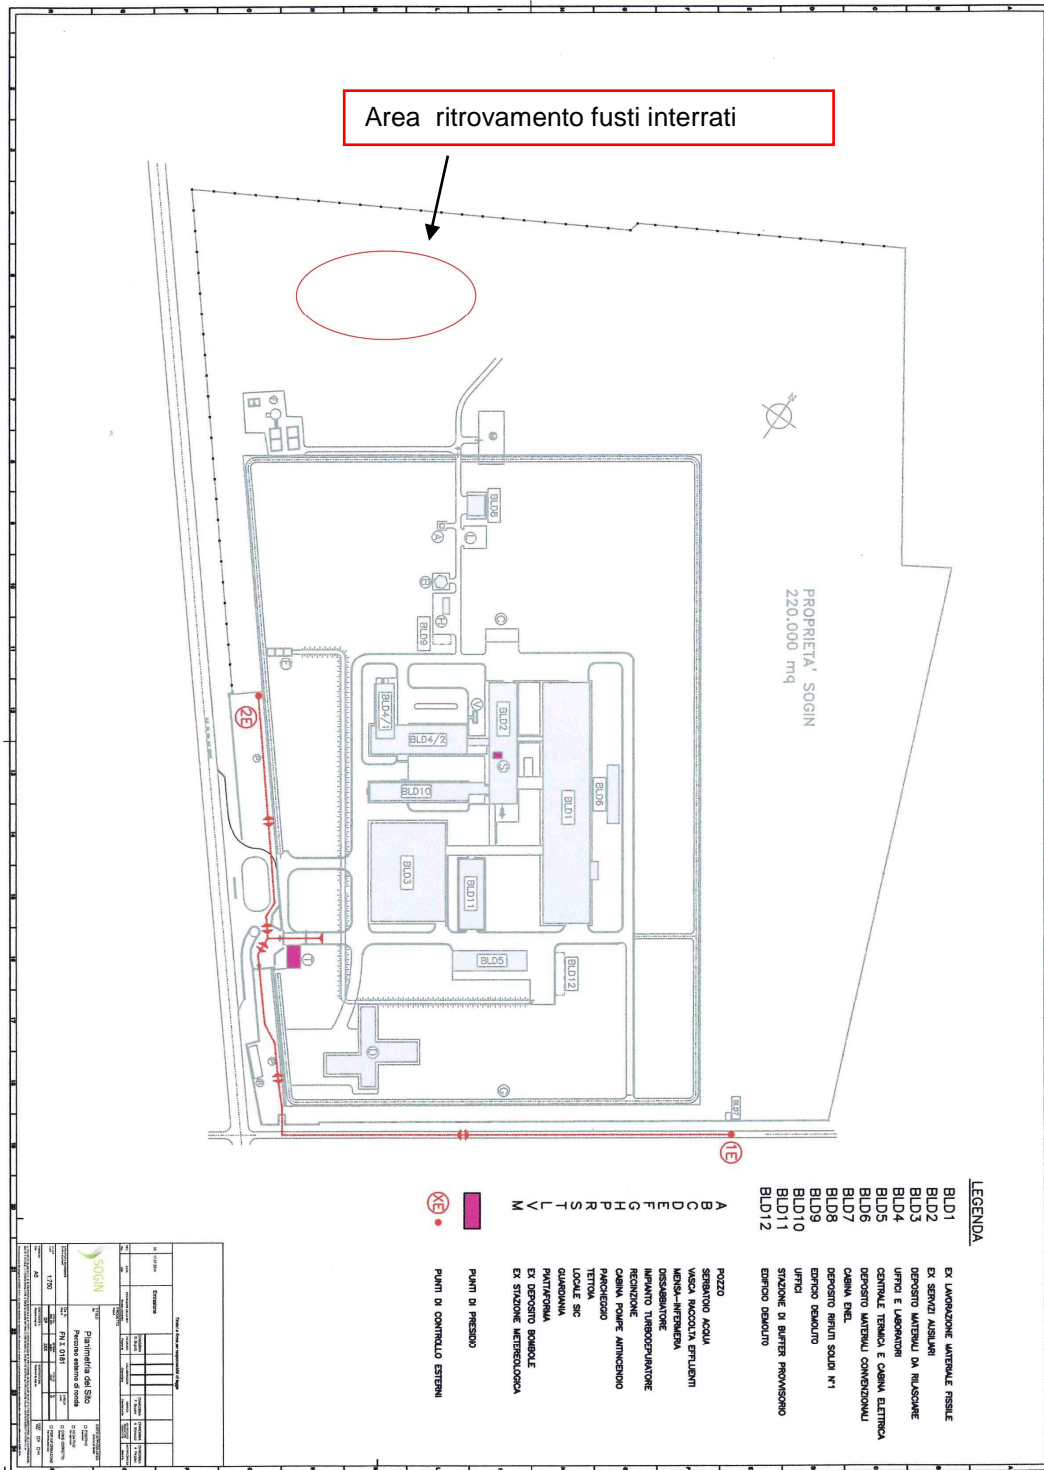 Area ritrovamento fusti interrati
PROPRIETA' SOGIN
220.000 mq
N
BLD8
L
A
B
H
BLD9
C
E
F
2E
P
BLD4/1
BLD4/2
V
BLD2
S
BLD10
BLD1
BLD6
BLD3
BLD11
BLD5
BLD12
T
D
G
P
BLD7
1E
LEGENDA
BLD1 EX LAVORAZIONE MATERIALE FISSILE
BLD2 EX SERVIZI AUSILIARI
BLD3 DEPOSITO MATERIALI DA RILASCIARE
BLD4 UFFICI E LABORATORI
BLD5 CENTRALE TERMICA E CABINA ELETTRICA
BLD6 DEPOSITO MATERIALI CONVENZIONALI
BLD7 CABINA ENEL
BLD8 DEPOSITO RIFIUTI SOLIDI N°1
BLD9 EDIFICIO DEMOLITO
BLD10 UFFICI
BLD11 STAZIONE DI BUFFER PROVVISORIO
BLD12 EDIFICIO DEMOLITO
A POZZO
B SERBATOIO ACQUA
C VASCA RACCOLTA EFFLUENTI
D MENSA-INFERMERIA
E DISSABBIATORE
F IMPIANTO TURBODEPURATORE
G RECINZIONE
H CABINA POMPE ANTINCENDIO
P PARCHEGGIO
R TETTOIA
S LOCALE SIC
T GUARDIANIA
L PIATTAFORMA
V EX DEPOSITO BOMBOLE
M EX STAZIONE METEREOLOGICA
PUNTI DI PRESIDIO
XE PUNTI DI CONTROLLO ESTERNI
SOGIN
Planimetria del Sito
Percorso esterno di ronda
1:750
FN X 0181
A0
Emissione